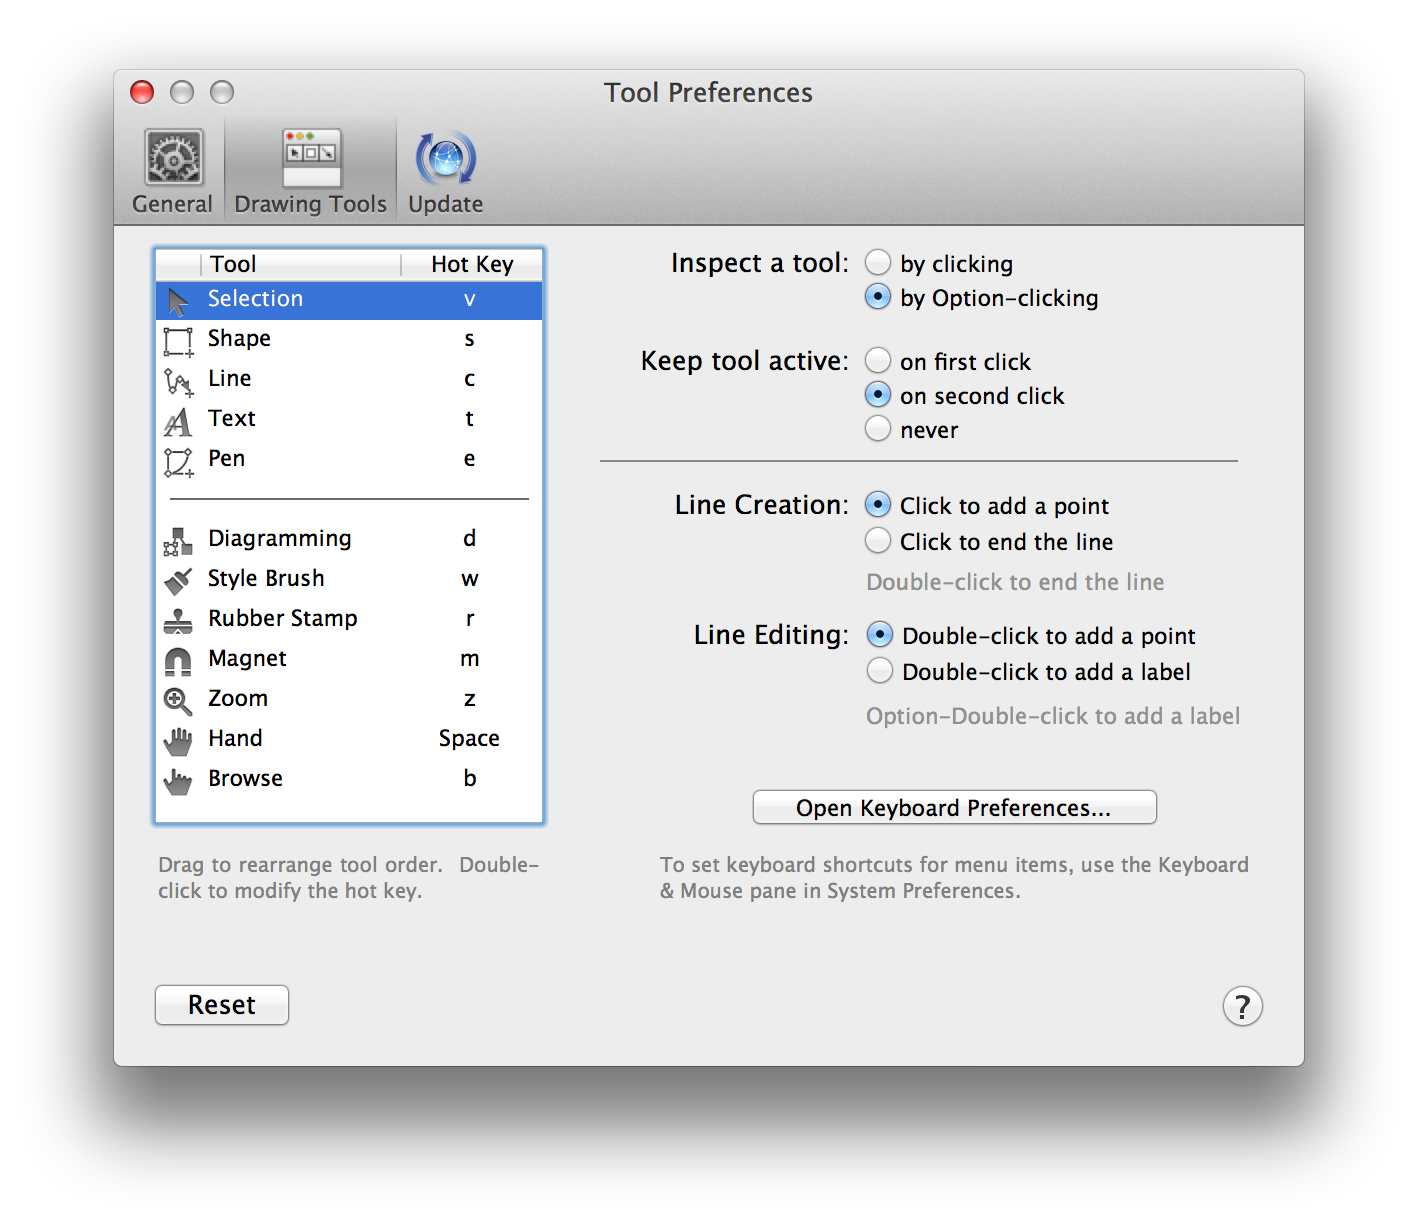 Tool Preferences
General Drawing Tools Update
Tool Hot Key
Selection v
Shape s
Line c
Text t
Pen e
Diagramming d
Style Brush w
Rubber Stamp r
Magnet m
Zoom z
Hand Space
Browse b
Drag to rearrange tool order. Double-
click to modify the hot key.
Inspect a tool: by clicking
by Option-clicking
Keep tool active: on first click
on second click
never
Line Creation: Click to add a point
Click to end the line
Double-click to end the line
Line Editing: Double-click to add a point
Double-click to add a label
Option-Double-click to add a label
Open Keyboard Preferences...
To set keyboard shortcuts for menu items, use the Keyboard
& Mouse pane in System Preferences.
Reset
?